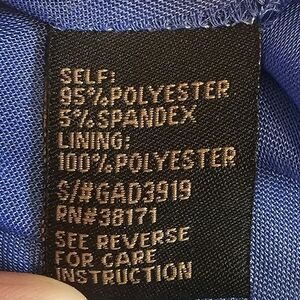 SELF:
95%POLYESTER
5%SPANDEX
LINING:
100%POLYESTER
S/#GAD3919
RN#38171
SEE REVERSE
FOR CARE
INSTRUCTION